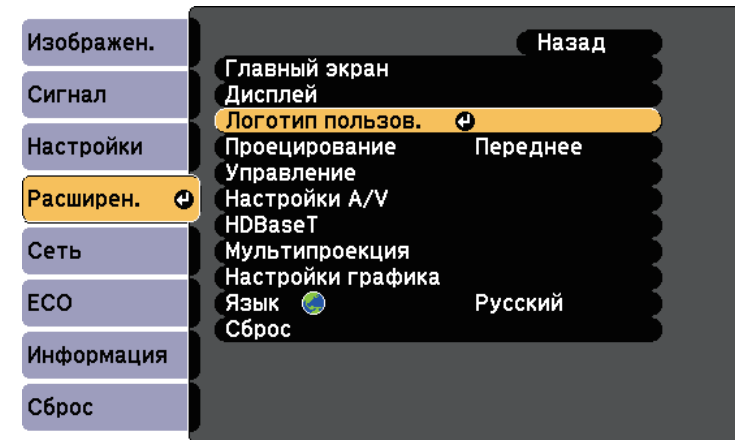 Изображен.
Сигнал
Настройки
Расширен.
Сеть
ECO
Информация
Сброс
Назад
Главный экран
Дисплей
Логотип пользов.
Проецирование Переднее
Управление
Настройки A/V
HDBaseT
Мультипроекция
Настройки графика
Язык Русский
Сброс